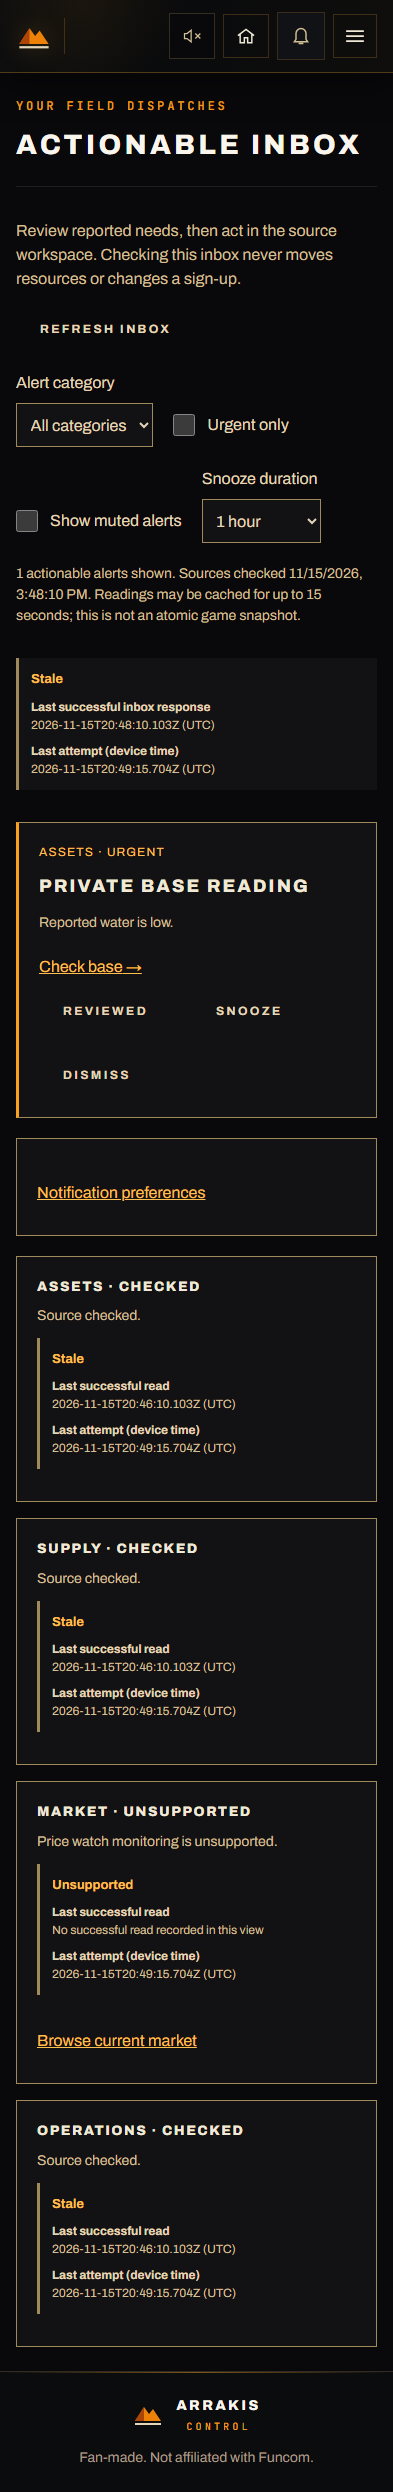 YOUR FIELD DISPATCHES
ACTIONABLE INBOX
Review reported needs, then act in the source
workspace. Checking this inbox never moves
resources or changes a sign-up.
REFRESH INBOX
Alert category
All categories
Urgent only
Snooze duration
Show muted alerts
1 hour
1 actionable alerts shown. Sources checked 11/15/2026,
3:48:10 PM. Readings may be cached for up to 15
seconds; this is not an atomic game snapshot.
Stale
Last successful inbox response
2026-11-15T20:48:10.103Z (UTC)
Last attempt (device time)
2026-11-15T20:49:15.704Z (UTC)
ASSETS · URGENT
PRIVATE BASE READING
Reported water is low.
Check base →
REVIEWED
SNOOZE
DISMISS
Notification preferences
ASSETS · CHECKED
Source checked.
Stale
Last successful read
2026-11-15T20:46:10.103Z (UTC)
Last attempt (device time)
2026-11-15T20:49:15.704Z (UTC)
SUPPLY · CHECKED
Source checked.
Stale
Last successful read
2026-11-15T20:46:10.103Z (UTC)
Last attempt (device time)
2026-11-15T20:49:15.704Z (UTC)
MARKET · UNSUPPORTED
Price watch monitoring is unsupported.
Unsupported
Last successful read
No successful read recorded in this view
Last attempt (device time)
2026-11-15T20:49:15.704Z (UTC)
Browse current market
OPERATIONS · CHECKED
Source checked.
Stale
Last successful read
2026-11-15T20:46:10.103Z (UTC)
Last attempt (device time)
2026-11-15T20:49:15.704Z (UTC)
ARRAKIS
CONTROL
Fan-made. Not affiliated with Funcom.